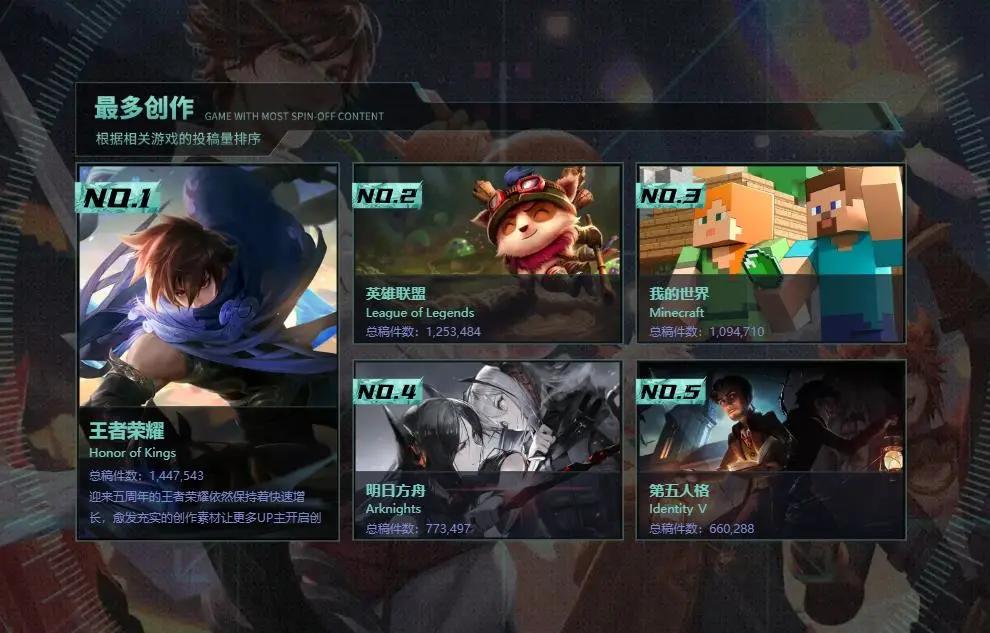 最多创作 GAME WITH MOST SPIN-OFF CONTENT
根据相关游戏的投稿量排序
NO.1
王者荣耀
Honor of Kings
总稿件数：1,447,543
迎来五周年的王者荣耀依然保持着快速增
长，愈发充实的创作素材让更多UP主开启创
NO.2
英雄联盟
League of Legends
总稿件数：1,253,484
NO.3
我的世界
Minecraft
总稿件数：1,094,710
NO.4
明日方舟
Arknights
总稿件数：773,497
NO.5
第五人格
Identity V
总稿件数：660,288